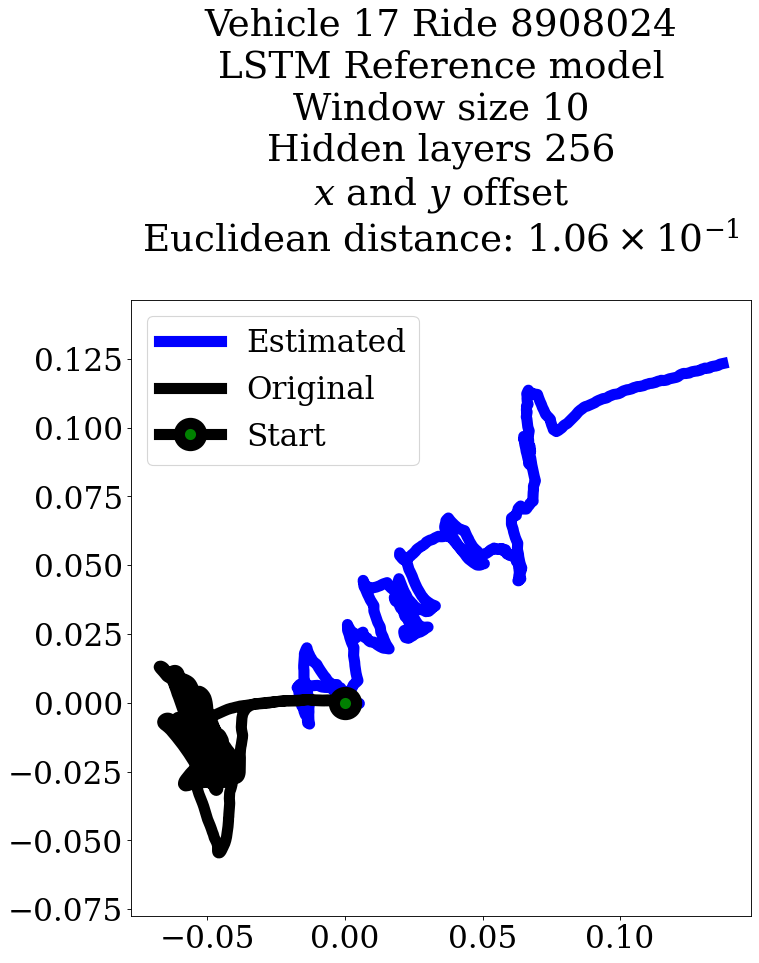 Vehicle 17 Ride 8908024
LSTM Reference model
Window size 10
Hidden layers 256
x and y offset
Euclidean distance: 1.06 × 10⁻¹
Estimated
Original
Start
0.125
0.100
0.075
0.050
0.025
0.000
−0.025
−0.050
−0.075
−0.05 0.00 0.05 0.10